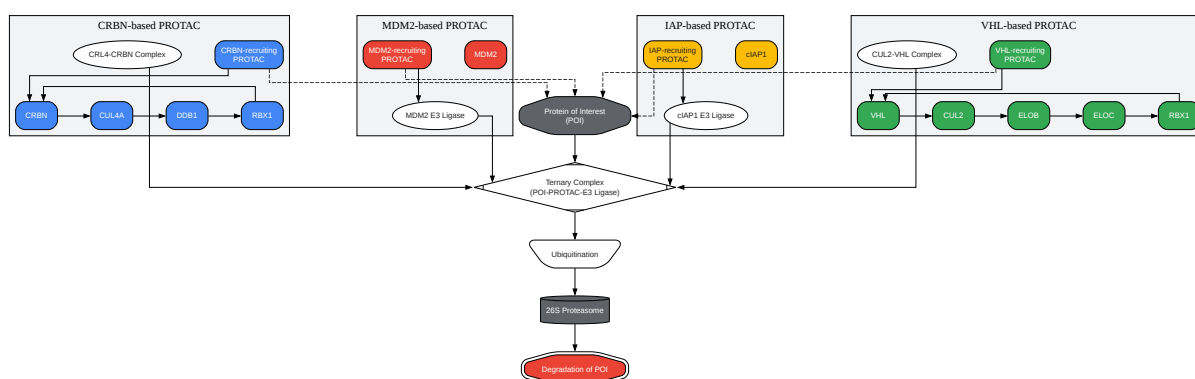 CRBN-based PROTAC
CRL4-CRBN Complex
CRBN-recruiting
PROTAC
CRBN
CUL4A
DDB1
RBX1
MDM2-based PROTAC
MDM2-recruiting
PROTAC
MDM2
MDM2 E3 Ligase
Protein of Interest
(POI)
IAP-based PROTAC
IAP-recruiting
PROTAC
cIAP1
cIAP1 E3 Ligase
VHL-based PROTAC
CUL2-VHL Complex
VHL-recruiting
PROTAC
VHL
CUL2
ELOB
ELOC
RBX1
Ternary Complex
(POI-PROTAC-E3 Ligase)
Ubiquitination
26S Proteasome
Degradation of POI